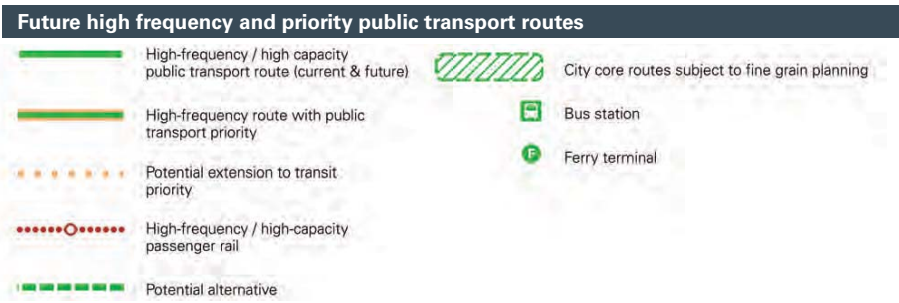 Future high frequency and priority public transport routes
High-frequency / high capacity
public transport route (current & future)
High-frequency route with public
transport priority
Potential extension to transit
priority
High-frequency / high-capacity
passenger rail
Potential alternative
City core routes subject to fine grain planning
Bus station
F
Ferry terminal